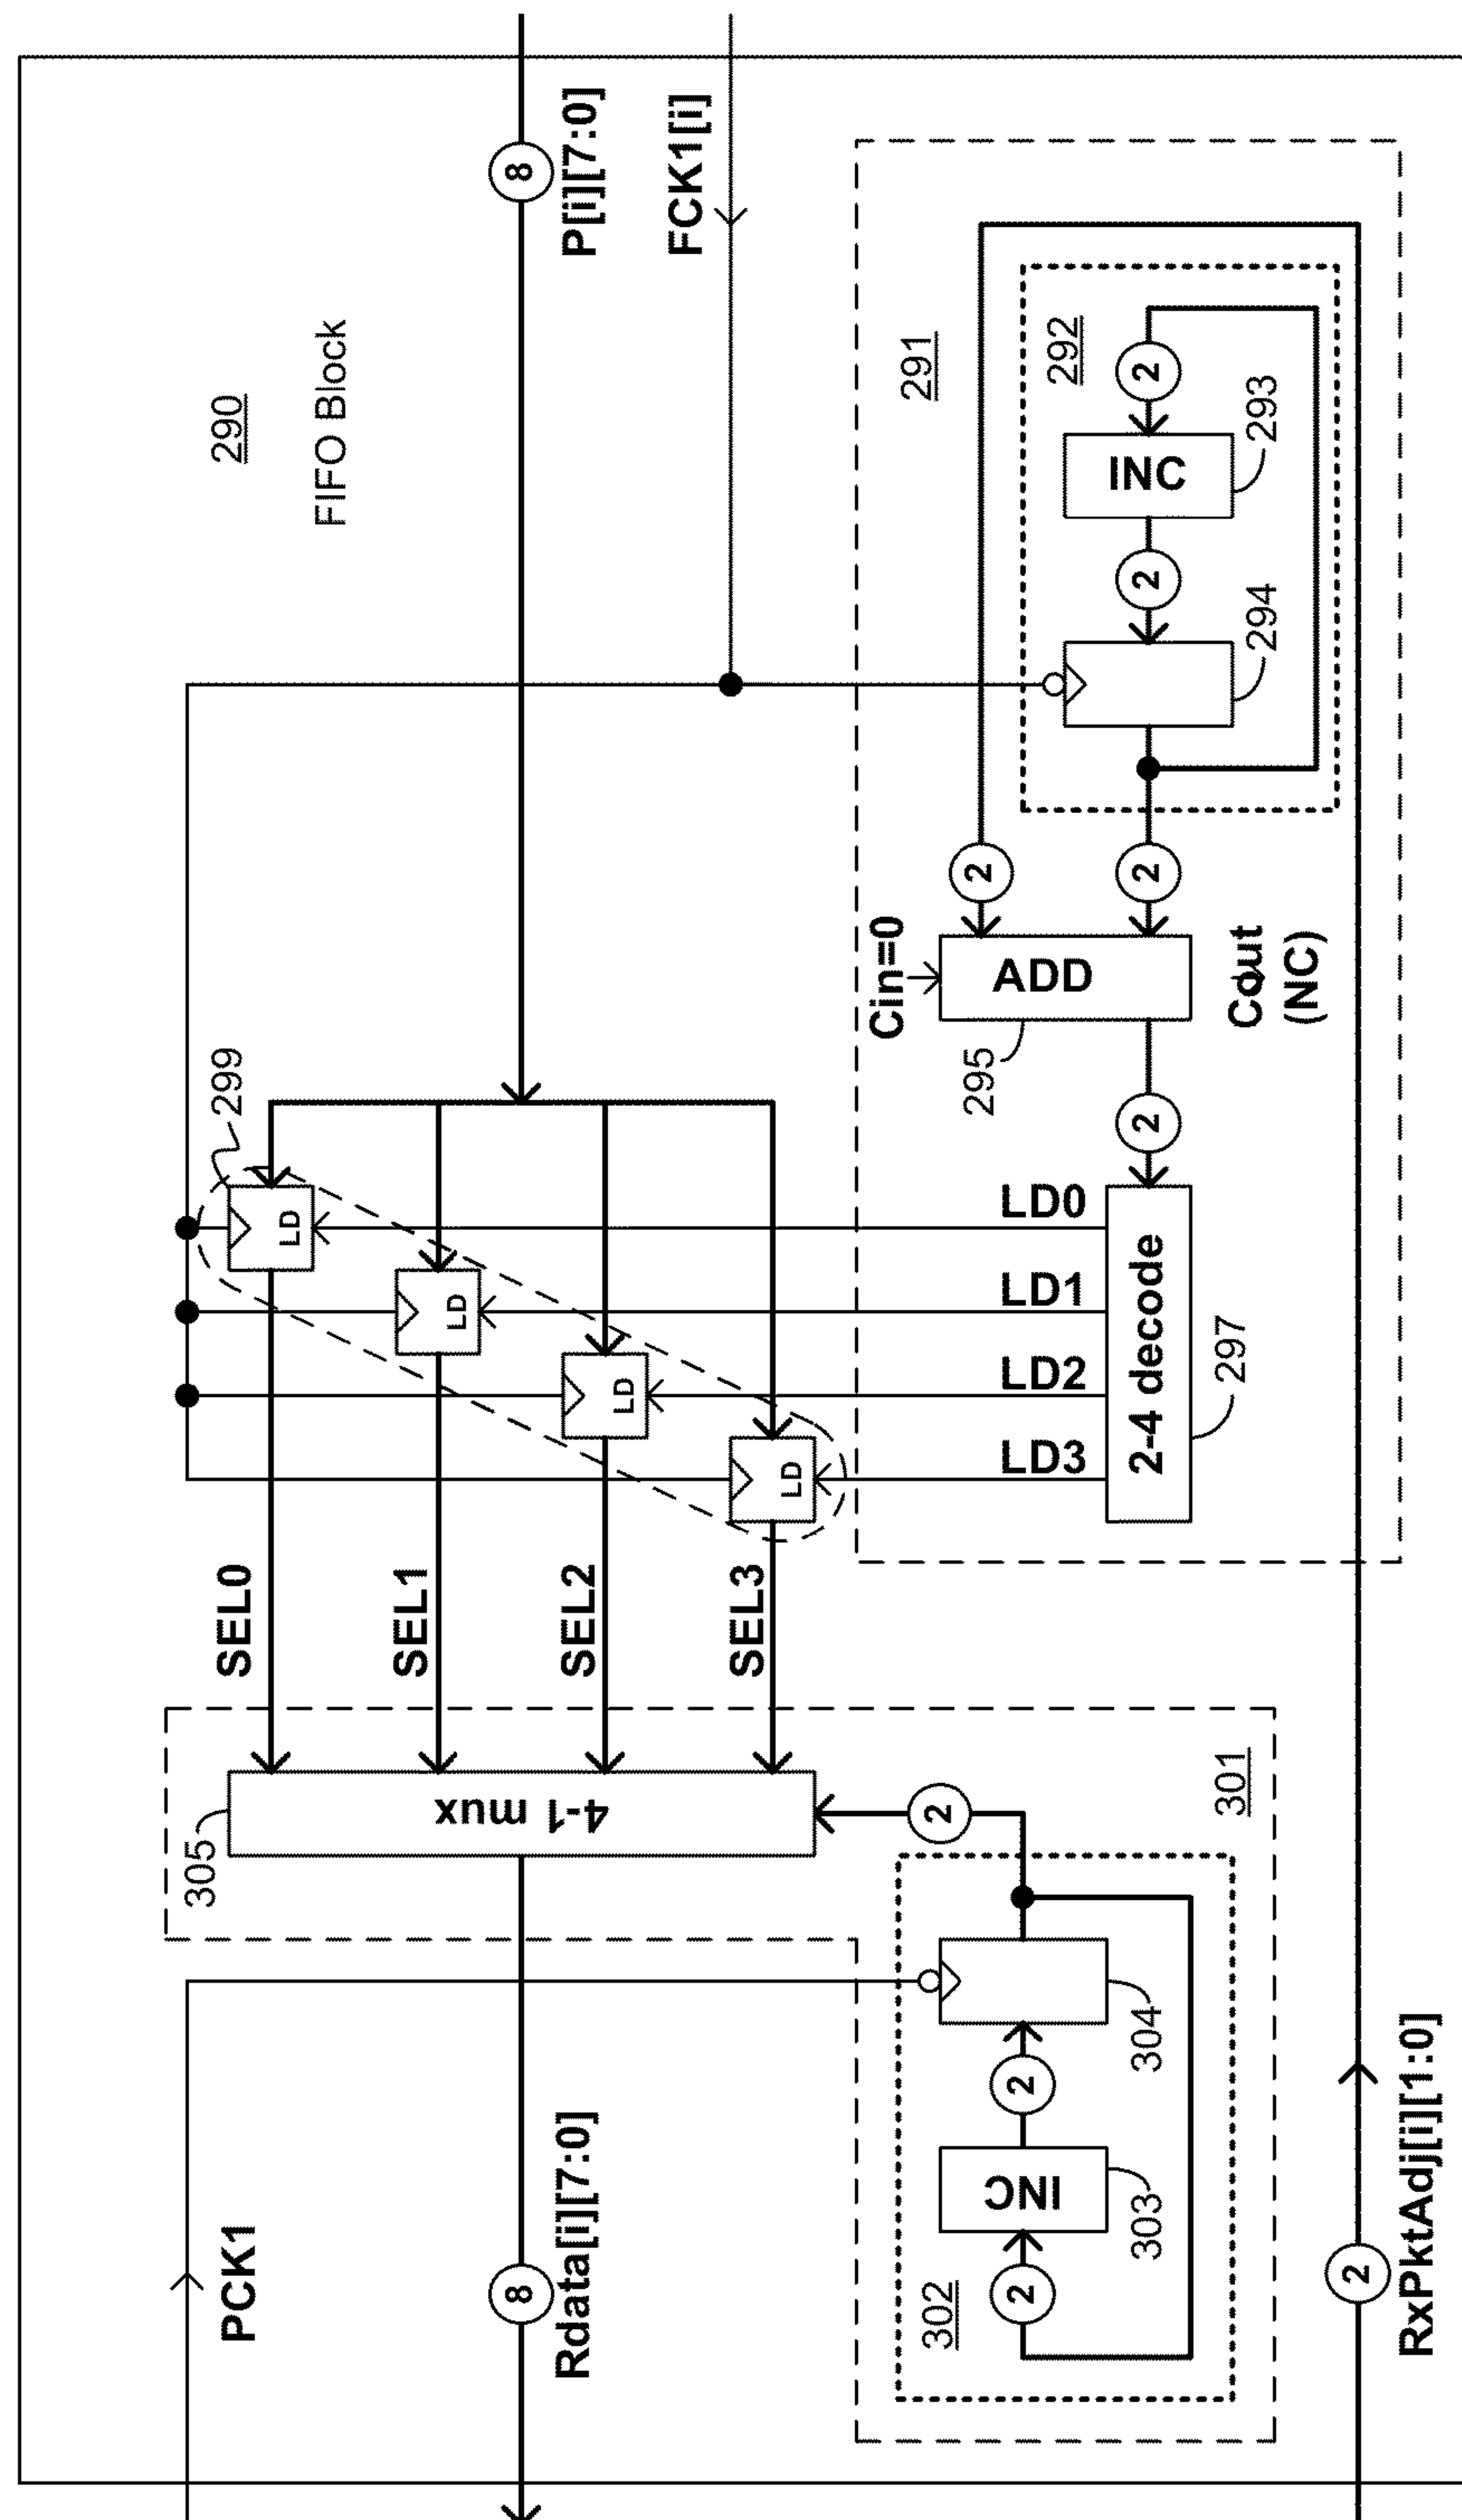 290
FIFO Block
8
P[i][7:0]
FCK1[i]
291
292
2
INC
293
2
294
2
2
Cin=0
ADD
295
Cout
(NC)
2
299
LD
LD
LD
LD
LD0
LD1
LD2
LD3
2-4 decode
297
SEL0
SEL1
SEL2
SEL3
305
4-1 mux
301
2
304
2
INC
303
2
302
PCK1
8
Rdata[i][7:0]
2
RxPktAdj[i][1:0]